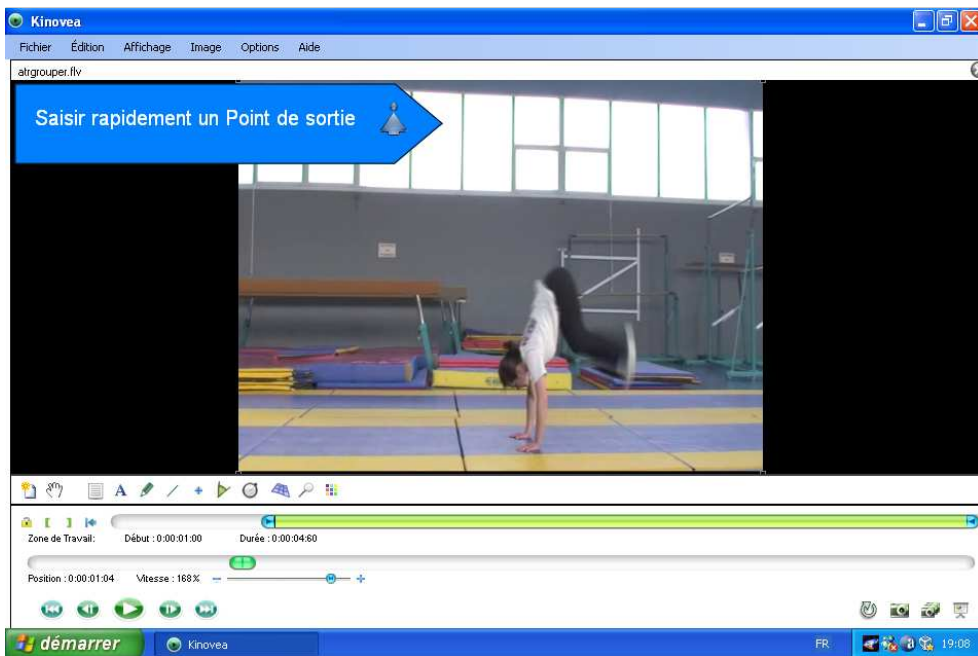 Kinovea
Fichier Édition Affichage Image Options Aide
atrgrouper.flv
Saisir rapidement un Point de sortie
A
Zone de Travail: Début : 0:00:01:00 Durée : 0:00:04:60
Position : 0:00:01:04 Vitesse : 168%
démarrer Kinovea FR 19:08